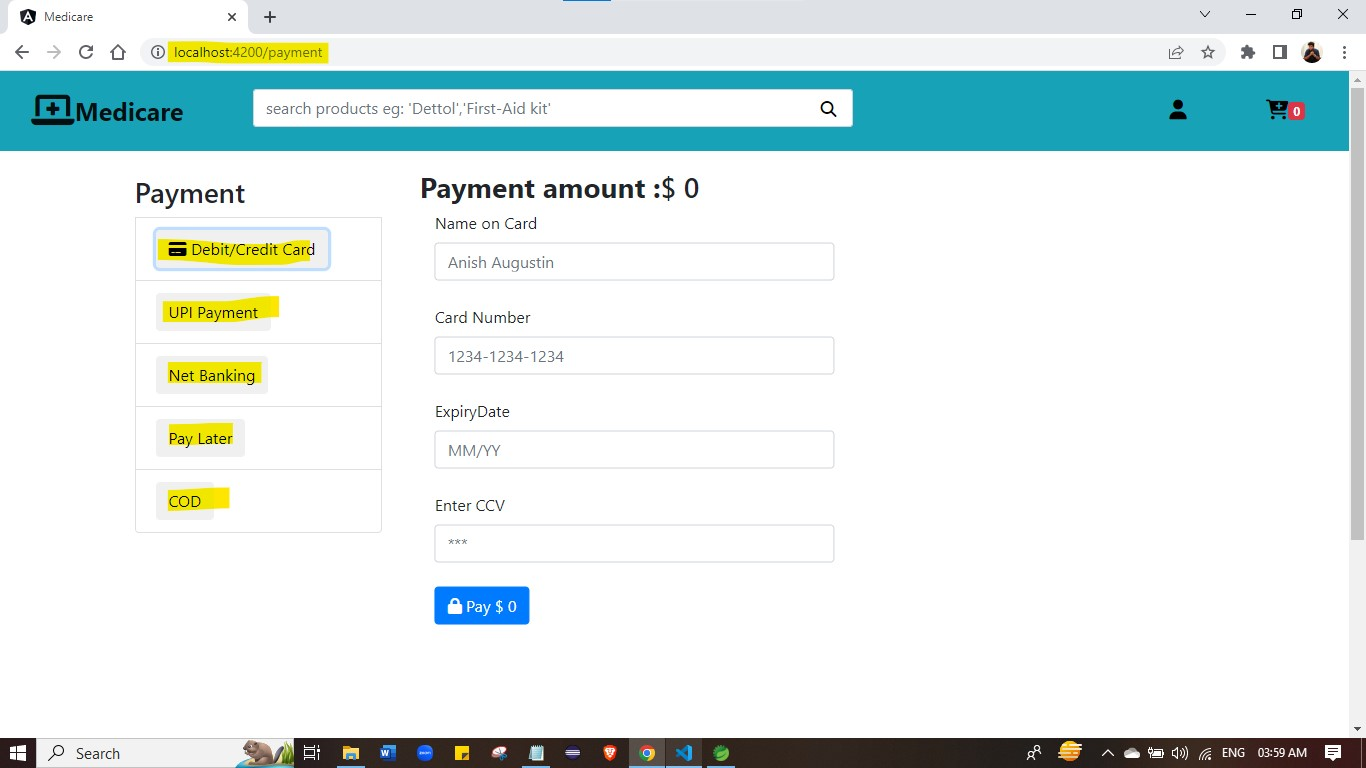 Medicare
localhost:4200/payment
Medicare
search products eg: 'Dettol','First-Aid kit'
0
Payment
Debit/Credit Card
UPI Payment
Net Banking
Pay Later
COD
Payment amount :$ 0
Name on Card
Anish Augustin
Card Number
1234-1234-1234
ExpiryDate
MM/YY
Enter CCV
***
Pay $ 0
Search
ENG
03:59 AM